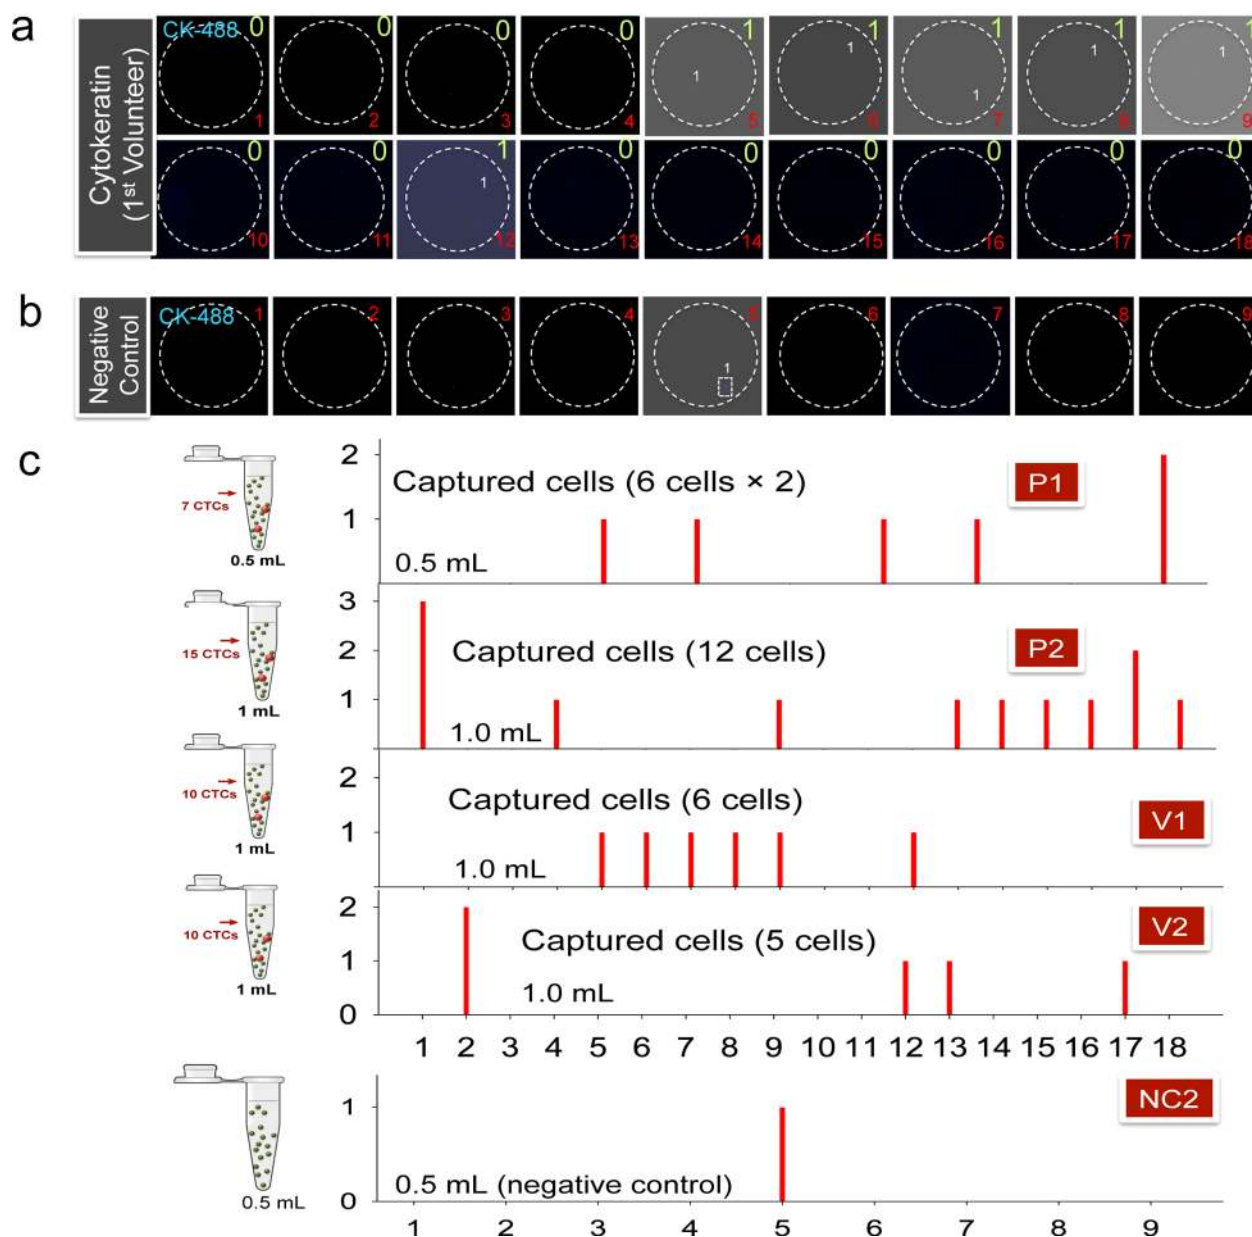 a
Cytokeratin
(1st Volunteer)
CK-488 0 0 0 0 1 1 1 1 1
1 1 1 1 1
1 2 3 4 5 6 7 8 9
0 0 1 0 0 0 0 0 0
1
10 11 12 13 14 15 16 17 18
b
Negative
Control
CK-488 1 2 3 4 5 6 7 8 9
1
c
7 CTCs
0.5 mL
2
1
Captured cells (6 cells × 2)
0.5 mL
P1
15 CTCs
1 mL
3
2
1
Captured cells (12 cells)
1.0 mL
P2
10 CTCs
1 mL
2
1
Captured cells (6 cells)
1.0 mL
V1
10 CTCs
1 mL
2
1
0
Captured cells (5 cells)
1.0 mL
V2
1 2 3 4 5 6 7 8 9 10 11 12 13 14 15 16 17 18
0.5 mL
1
0
0.5 mL (negative control)
NC2
1 2 3 4 5 6 7 8 9